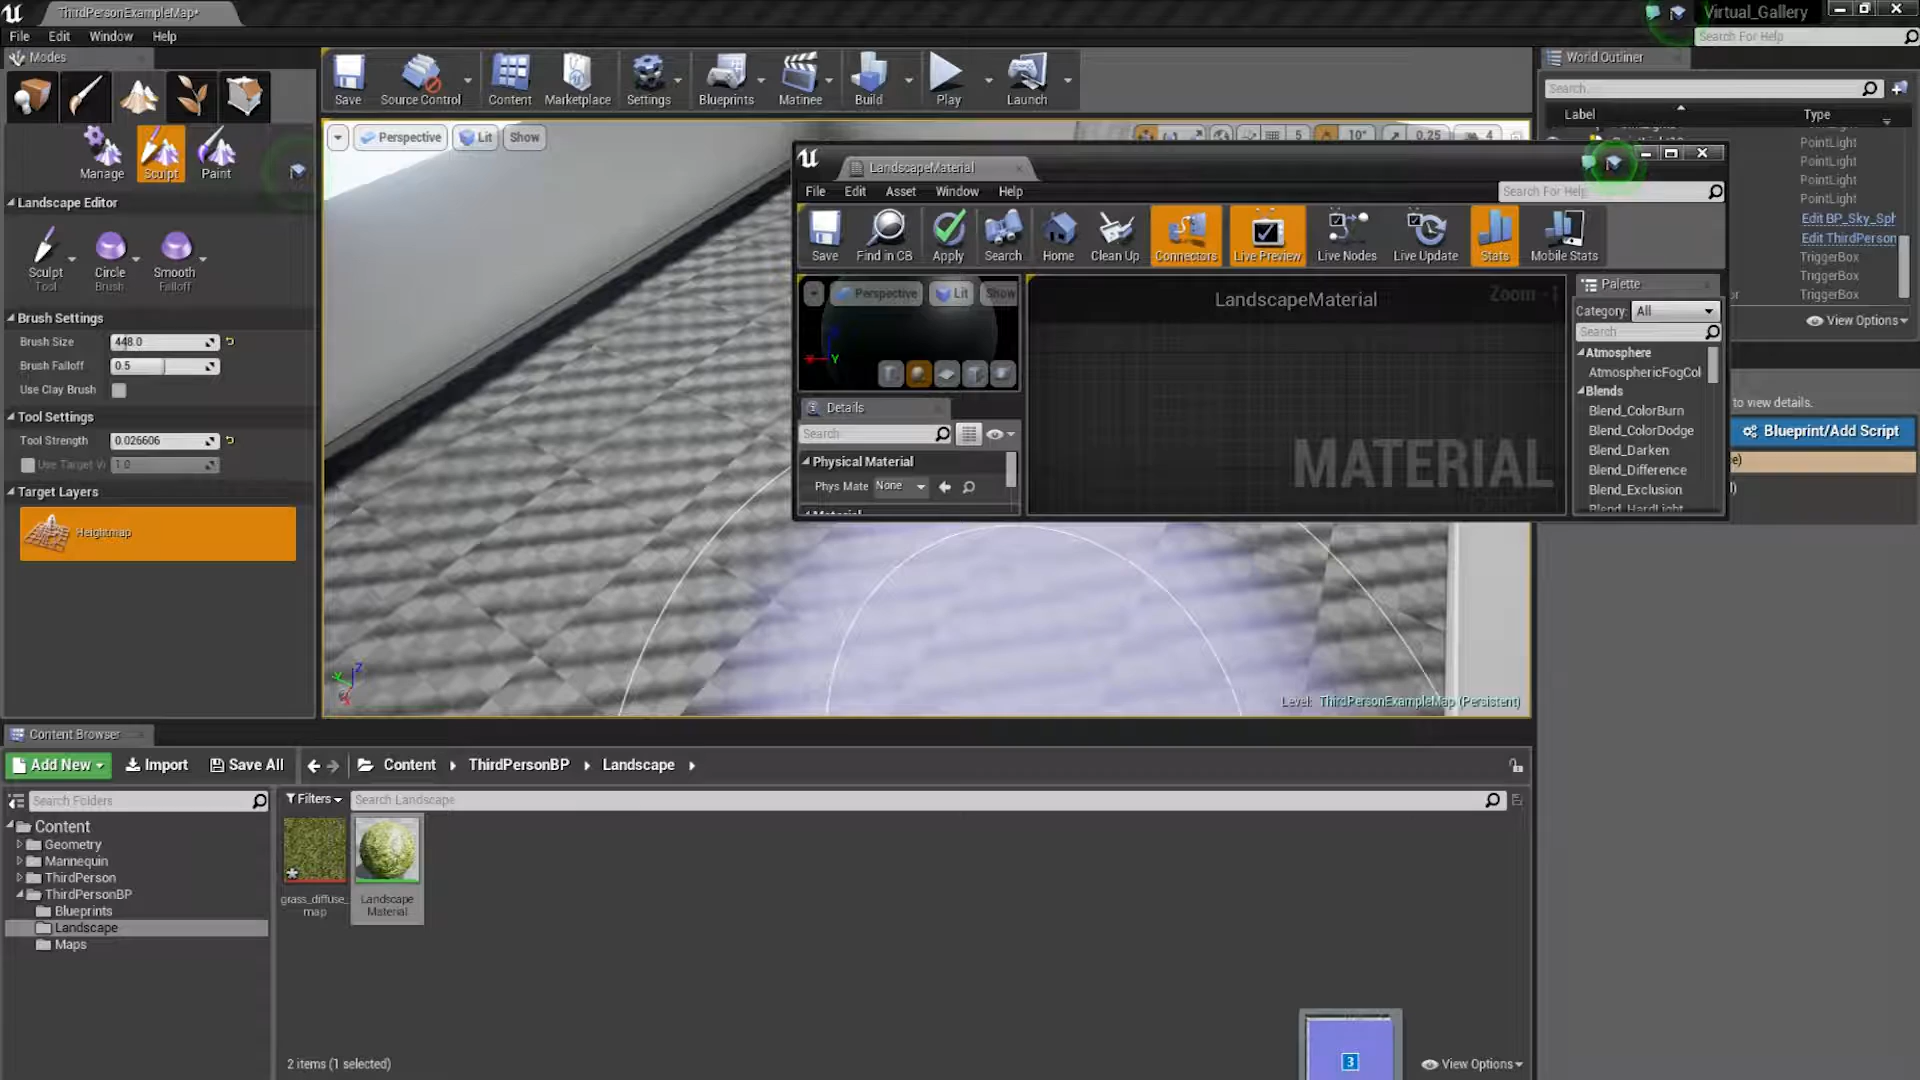 ThirdPersonExampleMap*
Virtual_Gallery
File Edit Window Help
Search For Help
Modes
Save Source Control Content Marketplace Settings Blueprints Matinee Build Play Launch
World Outliner
Search...
Label Type
PointLight
PointLight
PointLight
PointLight
Edit BP_Sky_Sph
Edit ThirdPerson
TriggerBox
TriggerBox
TriggerBox
View Options
to view details.
Blueprint/Add Script
Manage Sculpt Paint
Landscape Editor
Sculpt Circle Smooth
Tool Brush Falloff
Brush Settings
Brush Size 448.0
Brush Falloff 0.5
Use Clay Brush
Tool Settings
Tool Strength 0.026606
Use Target V 1.0
Target Layers
Heightmap
Perspective Lit Show
5 10° 0.25 4
LandscapeMaterial
File Edit Asset Window Help
Search For Help
Save Find in CB Apply Search Home Clean Up Connectors Live Preview Live Nodes Live Update Stats Mobile Stats
Perspective Lit Show
Y
LandscapeMaterial
Zoom -1
MATERIAL
Details
Search
Physical Material
Phys Mate None
Material
Palette
Category: All
Search
Atmosphere
AtmosphericFogCol
Blends
Blend_ColorBurn
Blend_ColorDodge
Blend_Darken
Blend_Difference
Blend_Exclusion
Blend_HardLight
Level: ThirdPersonExampleMap (Persistent)
Content Browser
Add New Import Save All Content ThirdPersonBP Landscape
Search Folders
Filters Search Landscape
Content
Geometry
Mannequin
ThirdPerson
ThirdPersonBP
Blueprints
Landscape
Maps
grass_diffuse_
map
Landscape
Material
3
2 items (1 selected)
View Options